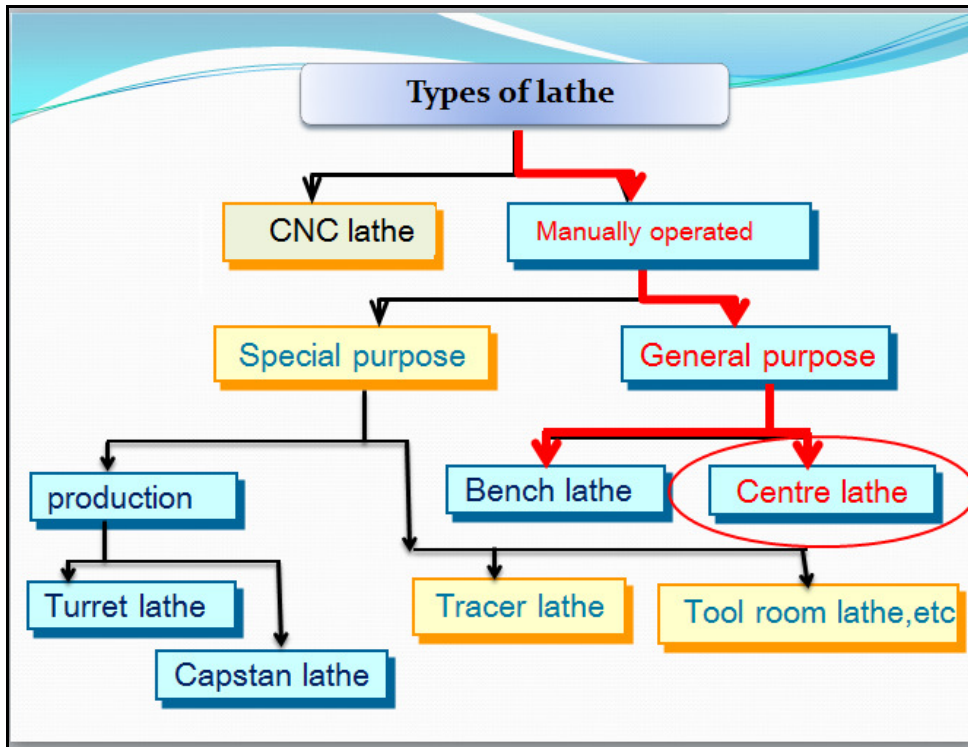 Types of lathe
CNC lathe
Manually operated
Special purpose
General purpose
production
Bench lathe
Centre lathe
Turret lathe
Tracer lathe
Tool room lathe,etc
Capstan lathe